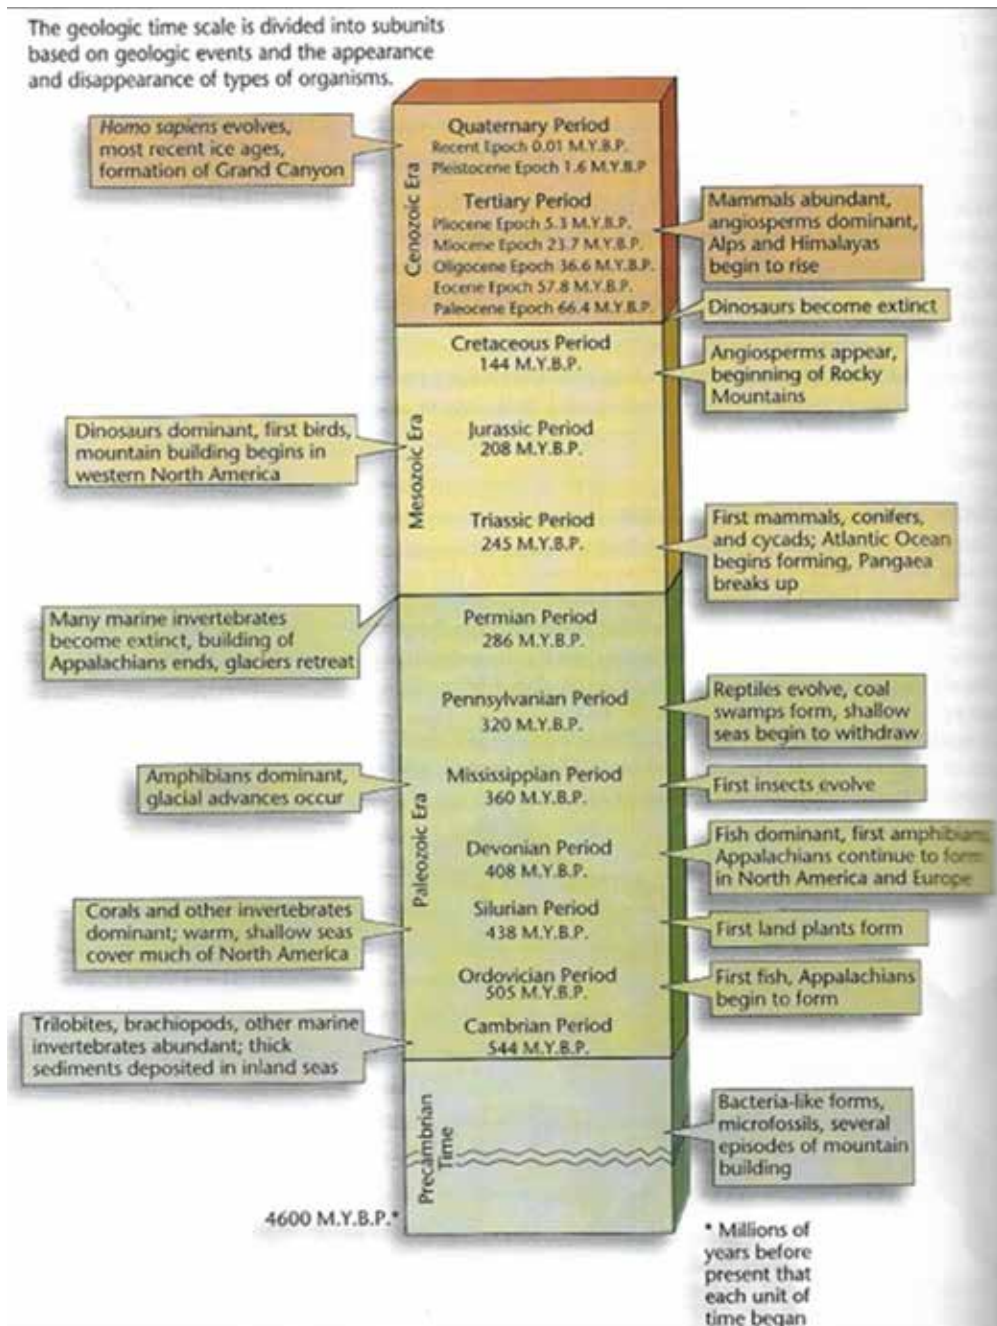 The geologic time scale is divided into subunits
based on geologic events and the appearance
and disappearance of types of organisms.
Homo sapiens evolves,
most recent ice ages,
formation of Grand Canyon
Cenozoic Era
Quaternary Period
Recent Epoch 0.01 M.Y.B.P.
Pleistocene Epoch 1.6 M.Y.B.P
Tertiary Period
Pliocene Epoch 5.3 M.Y.B.P.
Miocene Epoch 23.7 M.Y.B.P.
Oligocene Epoch 36.6 M.Y.B.P.
Eocene Epoch 57.8 M.Y.B.P.
Paleocene Epoch 66.4 M.Y.B.P.
Mammals abundant,
angiosperms dominant,
Alps and Himalayas
begin to rise
Dinosaurs become extinct
Mesozoic Era
Cretaceous Period
144 M.Y.B.P.
Angiosperms appear,
beginning of Rocky
Mountains
Dinosaurs dominant, first birds,
mountain building begins in
western North America
Jurassic Period
208 M.Y.B.P.
Triassic Period
245 M.Y.B.P.
First mammals, conifers,
and cycads; Atlantic Ocean
begins forming, Pangaea
breaks up
Many marine invertebrates
become extinct, building of
Appalachians ends, glaciers retreat
Paleozoic Era
Permian Period
286 M.Y.B.P.
Pennsylvanian Period
320 M.Y.B.P.
Reptiles evolve, coal
swamps form, shallow
seas begin to withdraw
Amphibians dominant,
glacial advances occur
Mississippian Period
360 M.Y.B.P.
First insects evolve
Devonian Period
408 M.Y.B.P.
Fish dominant, first amphibians,
Appalachians continue to form
in North America and Europe
Corals and other invertebrates
dominant; warm, shallow seas
cover much of North America
Silurian Period
438 M.Y.B.P.
First land plants form
Ordovician Period
505 M.Y.B.P.
First fish, Appalachians
begin to form
Trilobites, brachiopods, other marine
invertebrates abundant; thick
sediments deposited in inland seas
Cambrian Period
544 M.Y.B.P.
Precambrian
Time
Bacteria-like forms,
microfossils, several
episodes of mountain
building
4600 M.Y.B.P.*
* Millions of
years before
present that
each unit of
time began